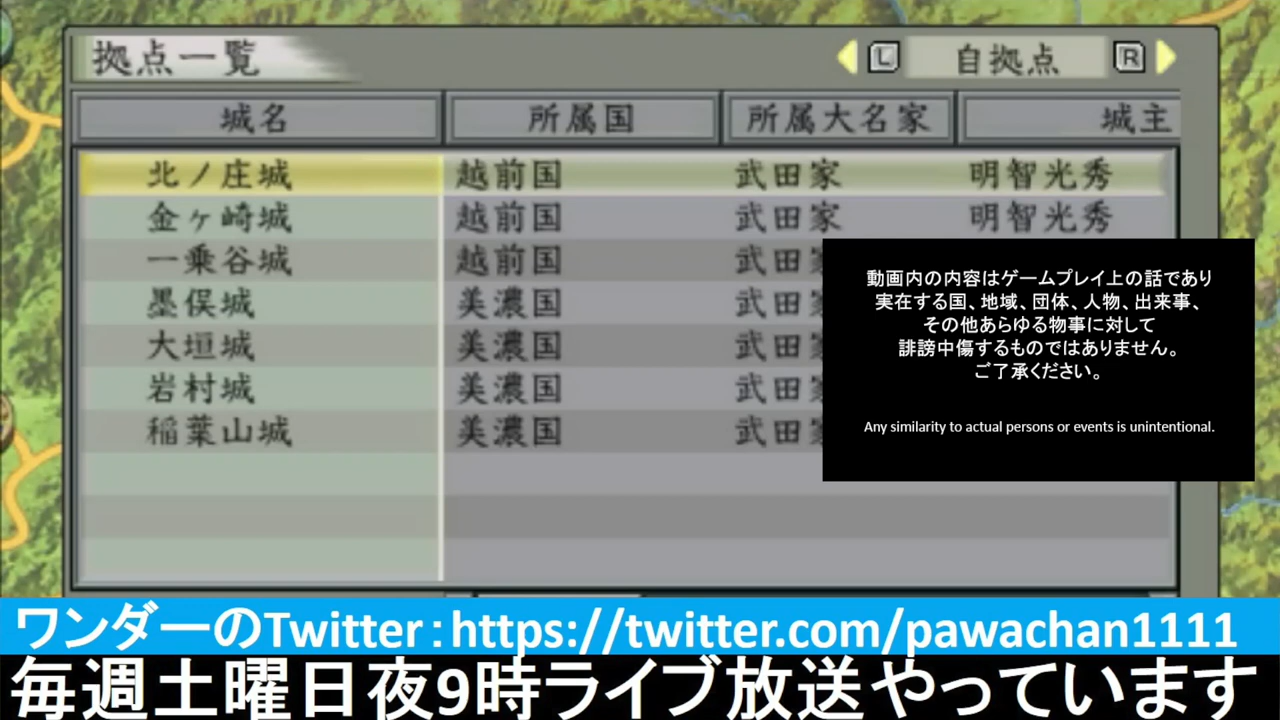 拠点一覧
L 自拠点 R
城名 所属国 所属大名家 城主
北ノ庄城 越前国 武田家 明智光秀
金ヶ崎城 越前国 武田家 明智光秀
一乗谷城 越前国 武田
墨俣城 美濃国 武田
大垣城 美濃国 武田
岩村城 美濃国 武田
稲葉山城 美濃国 武田
動画内の内容はゲームプレイ上の話であり
実在する国、地域、団体、人物、出来事、
その他あらゆる物事に対して
誹謗中傷するものではありません。
ご了承ください。
Any similarity to actual persons or events is unintentional.
ワンダーのTwitter：https://twitter.com/pawachan1111
毎週土曜日夜9時ライブ放送やっています